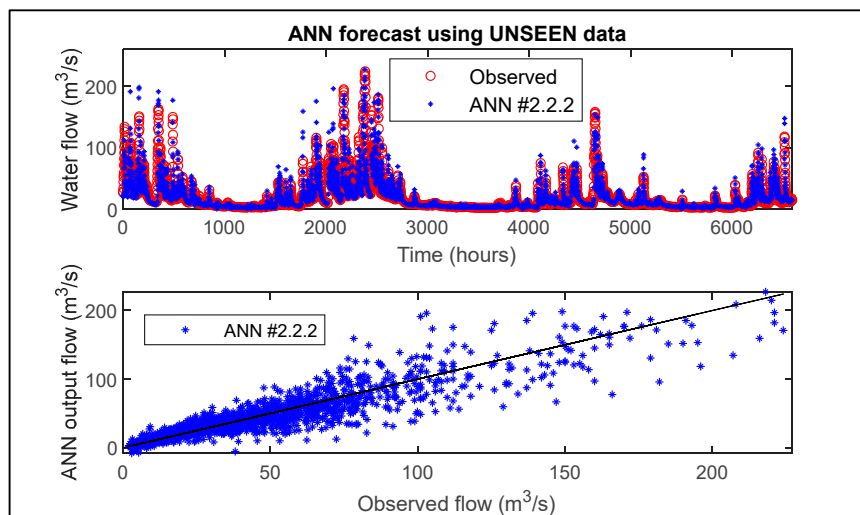 ANN forecast using UNSEEN data
Water flow (m³/s)
200
100
0
Observed
ANN #2.2.2
0 1000 2000 3000 4000 5000 6000
Time (hours)
ANN output flow (m³/s)
200
100
0
ANN #2.2.2
0 50 100 150 200
Observed flow (m³/s)